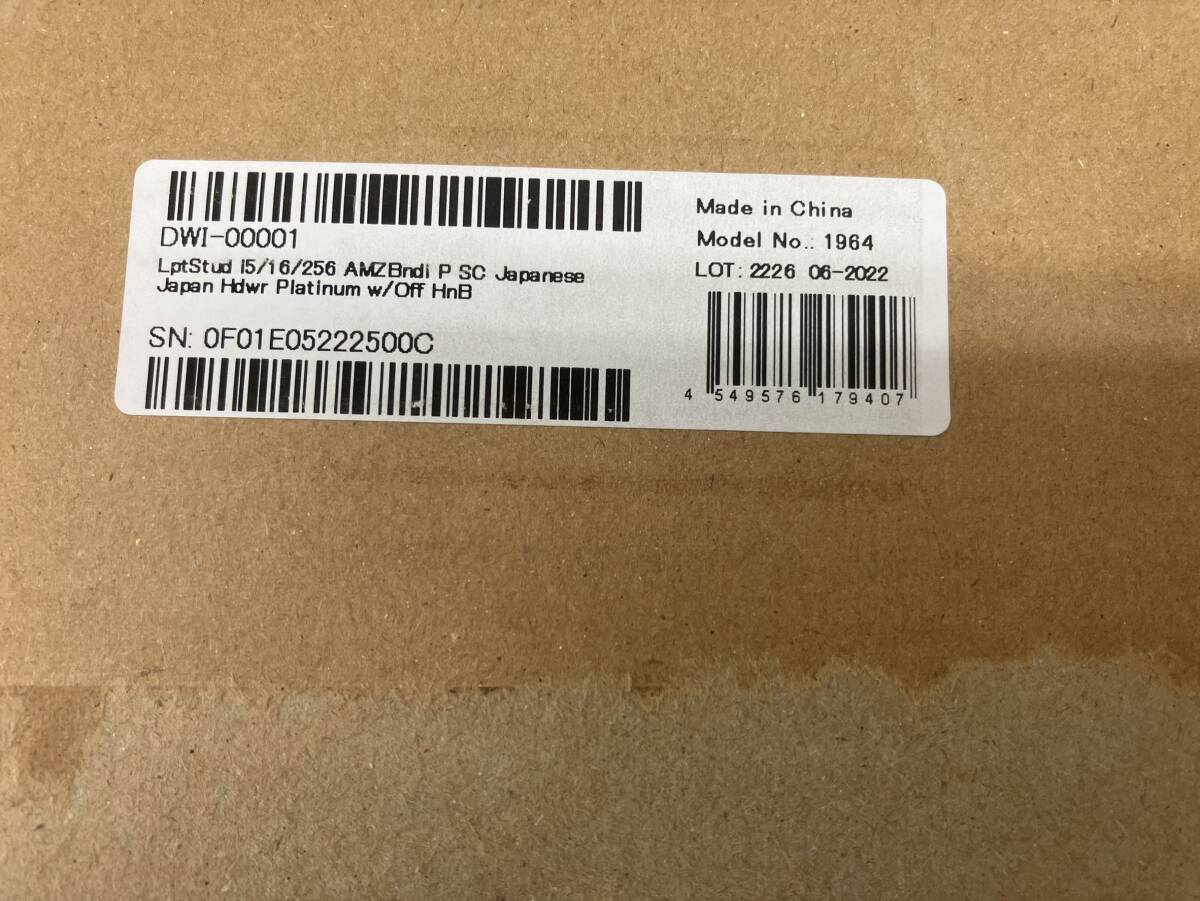 DWI-00001
LptStud I5/16/256 AMZBndl P SC Japanese
Japan Hdwr Platinum w/Off HnB
SN: 0F01E05222500C
Made in China
Model No.: 1964
LOT: 2226 06-2022
4 549576 179407